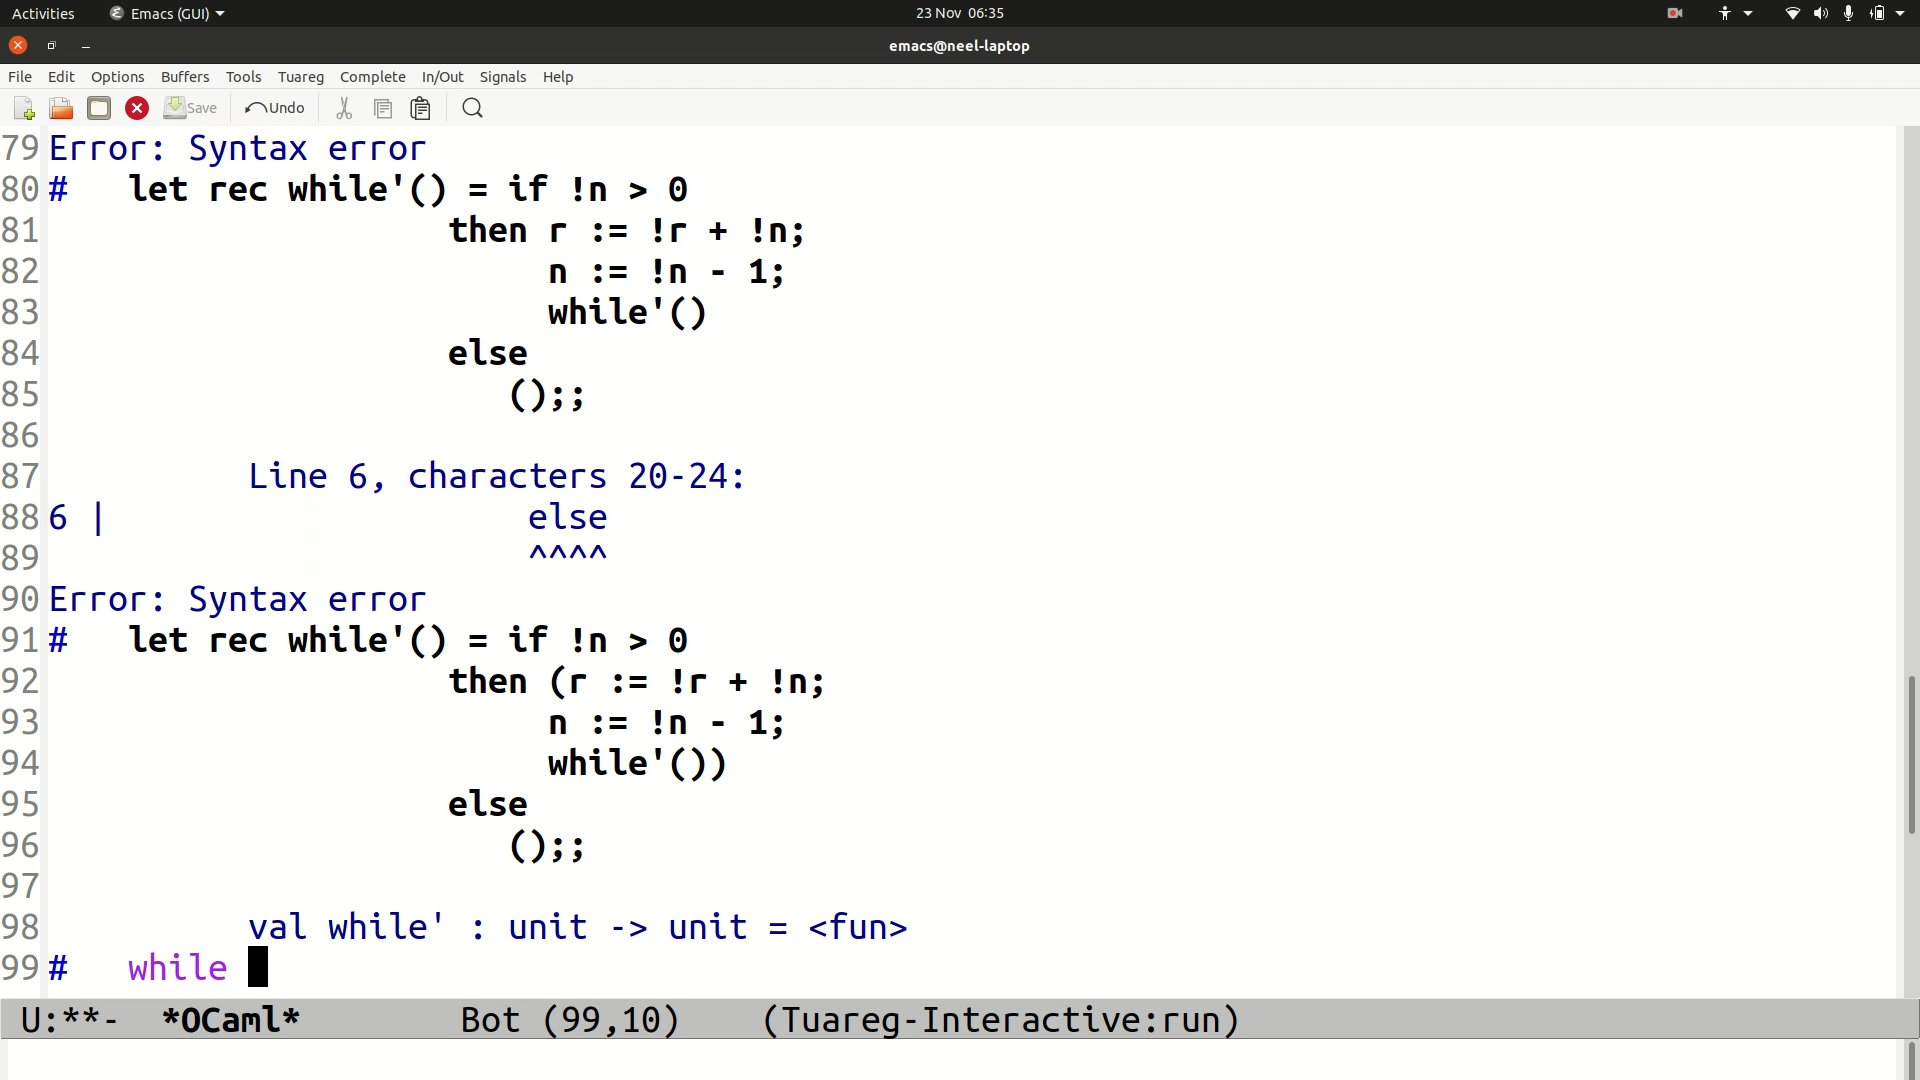 Activities Emacs (GUI) 23 Nov 06:35
emacs@neel-laptop
File Edit Options Buffers Tools Tuareg Complete In/Out Signals Help
Save Undo
79 Error: Syntax error
80 #   let rec while'() = if !n > 0
81                     then r := !r + !n;
82                          n := !n - 1;
83                          while'()
84                     else
85                        ();;
86
87           Line 6, characters 20-24:
88 6 |                     else
89                         ^^^^
90 Error: Syntax error
91 #   let rec while'() = if !n > 0
92                     then (r := !r + !n;
93                          n := !n - 1;
94                          while'())
95                     else
96                        ();;
97
98           val while' : unit -> unit = <fun>
99 #   while
U:**-  *OCaml*        Bot (99,10)    (Tuareg-Interactive:run)